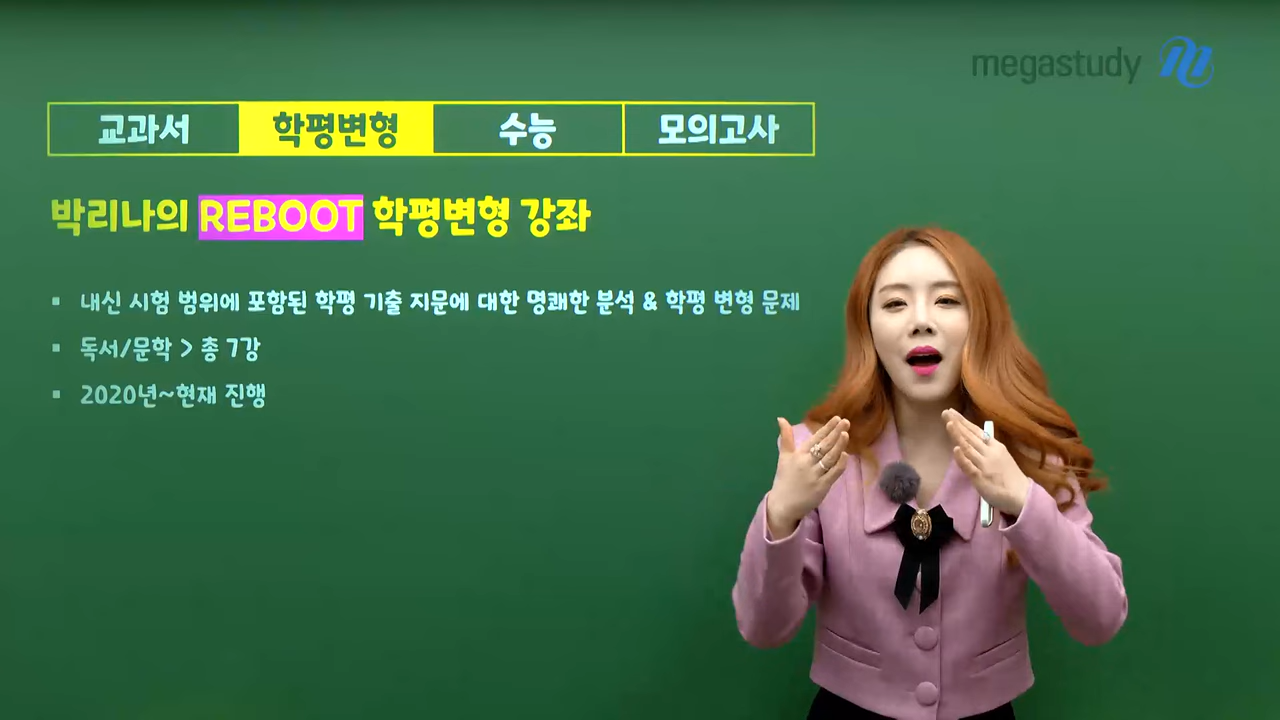 megastudy
교과서 학평변형 수능 모의고사
박리나의 REBOOT 학평변형 강좌
▪ 내신 시험 범위에 포함된 학평 기출 지문에 대한 명쾌한 분석 & 학평 변형 문제
▪ 독서/문학 > 총 7강
▪ 2020년~현재 진행